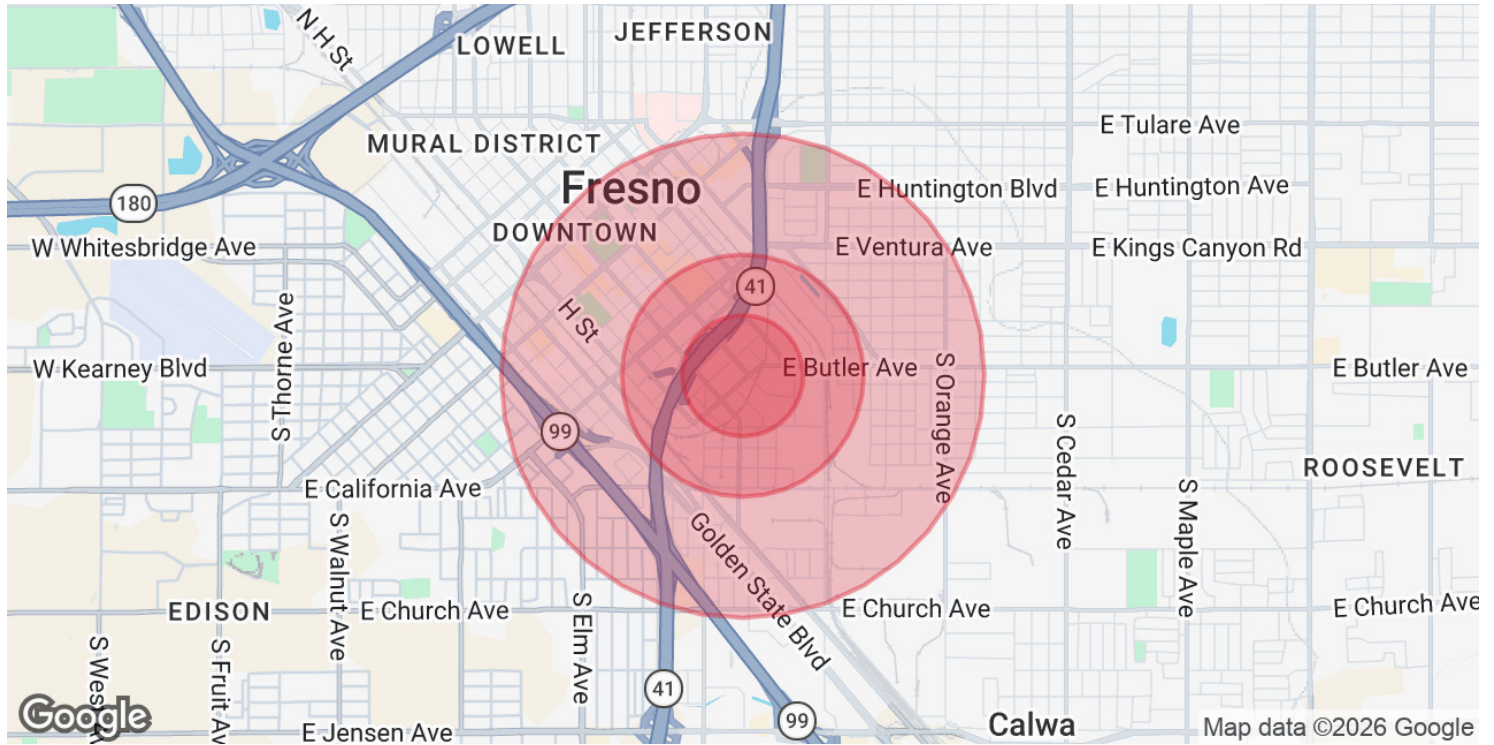 JEFFERSON
LOWELL
N H St
E Tulare Ave
MURAL DISTRICT
Fresno
E Huntington Blvd
E Huntington Ave
180
DOWNTOWN
W Whitesbridge Ave
E Ventura Ave
E Kings Canyon Rd
41
H St
S Thorne Ave
W Kearney Blvd
E Butler Ave
E Butler Ave
S Orange Ave
99
S Cedar Ave
ROOSEVELT
E California Ave
S Maple Ave
S Walnut Ave
Golden State Blvd
EDISON
E Church Ave
S Elm Ave
E Church Ave
E Church Ave
S Fruit Av
41
99
Google
E Jensen Ave
Calwa
Map data ©2026 Google